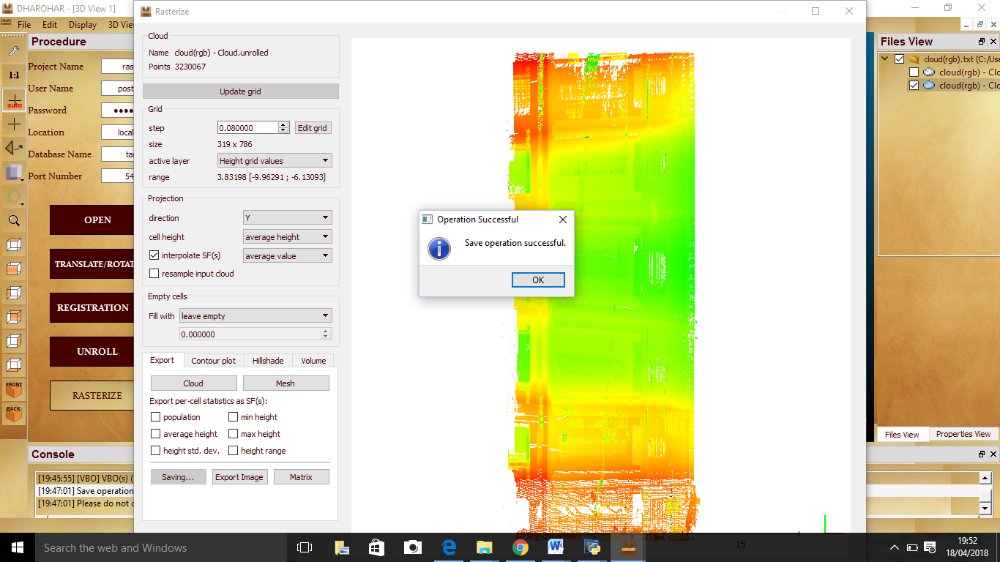 DHAROHAR - [3D View 1]
File Edit Display 3D Vie
Procedure
Project Name ras
User Name post
Password ●●●●
Location local
Database Name ta
Port Number 54
1:1
auto
OPEN
TRANSLATE/ROTAT
REGISTRATION
UNROLL
RASTERIZE
FRONT
BACK
Console
[19:45:55] [VBO] VBO(s) (
[19:47:01] Save operation
[19:47:01] Please do not c
Rasterize
Cloud
Name cloud(rgb) - Cloud.unrolled
Points 3230067
Update grid
Grid
step 0.080000 Edit grid
size 319 x 786
active layer Height grid values
range 3.83198 [-9.96291 ; -6.13093]
Projection
direction Y
cell height average height
interpolate SF(s) average value
resample input cloud
Empty cells
Fill with leave empty
0.000000
Export Contour plot Hillshade Volume
Cloud Mesh
Export per-cell statistics as SF(s):
population min height
average height max height
height std. dev. height range
Saving... Export Image Matrix
Operation Successful
Save operation successful.
OK
15
Files View
cloud(rgb).txt (C:/Use
cloud(rgb) - Clo
cloud(rgb) - Clo
Files View Properties View
Search the web and Windows
19:52
18/04/2018